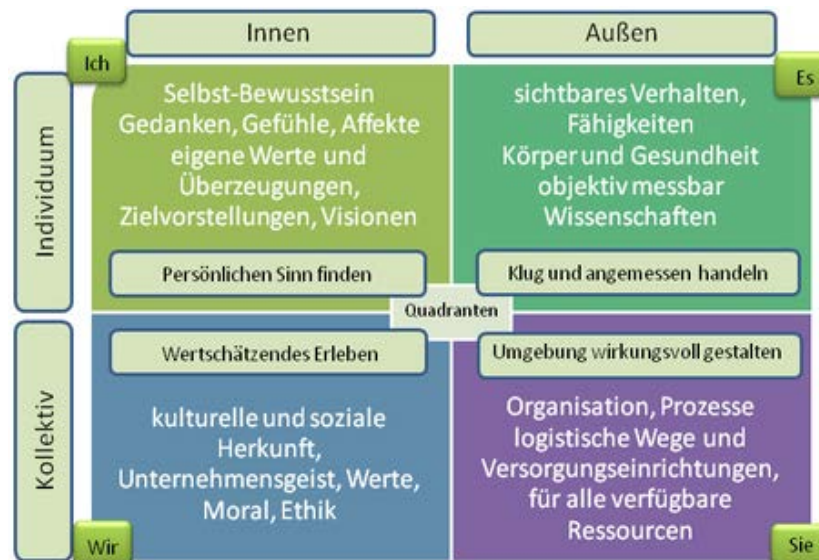 Innen
Außen
Ich
Es
Individuum
Selbst-Bewusstsein
Gedanken, Gefühle, Affekte
eigene Werte und
Überzeugungen,
Zielvorstellungen, Visionen
sichtbares Verhalten,
Fähigkeiten
Körper und Gesundheit
objektiv messbar
Wissenschaften
Persönlichen Sinn finden
Klug und angemessen handeln
Quadranten
Kollektiv
Wertschätzendes Erleben
Umgebung wirkungsvoll gestalten
kulturelle und soziale
Herkunft,
Unternehmensgeist, Werte,
Moral, Ethik
Organisation, Prozesse
logistische Wege und
Versorgungseinrichtungen,
für alle verfügbare
Ressourcen
Wir
Sie